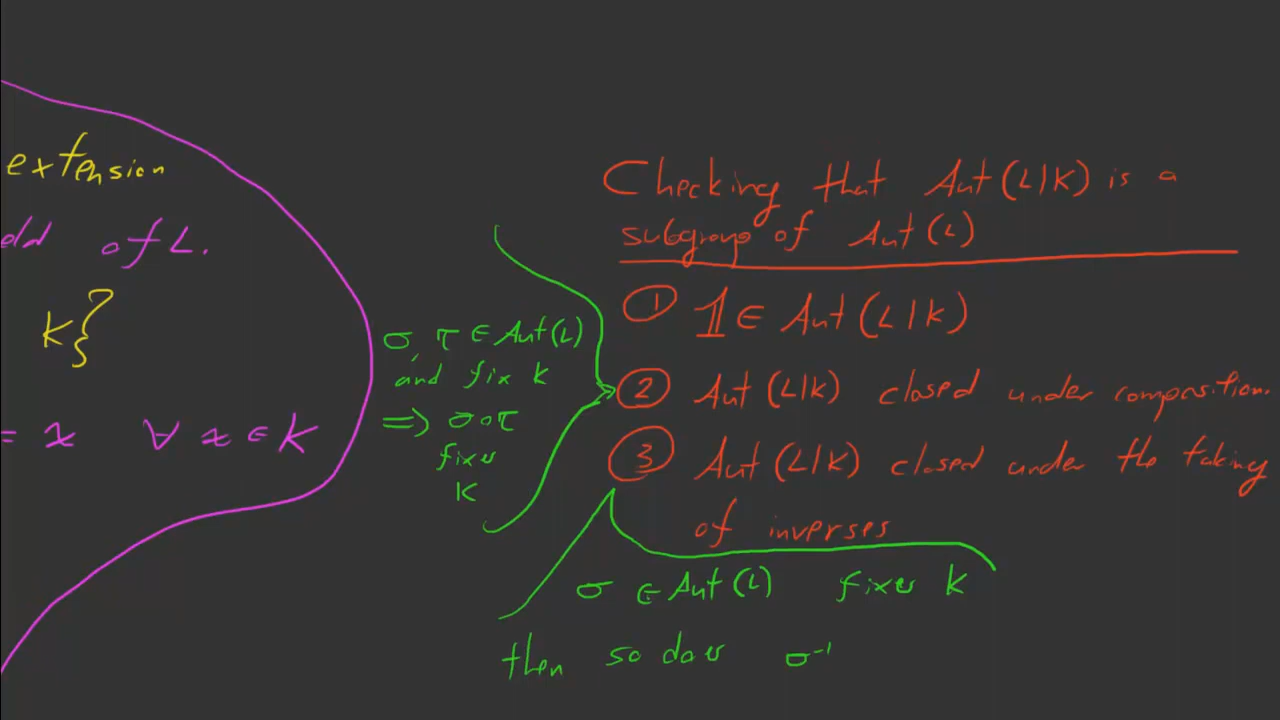 extension
of L.
K}
= x ∀ x ∈ K
Checking that Aut(L|K) is a
subgroup of Aut(L)
① 𝟙 ∈ Aut(L|K)
② Aut(L|K) closed under composition.
③ Aut(L|K) closed under the taking
of inverses
σ, τ ∈ Aut(L)
and fix K
=> σ∘τ
fixes
K
σ ∈ Aut(L) fixes K
then so does σ⁻¹